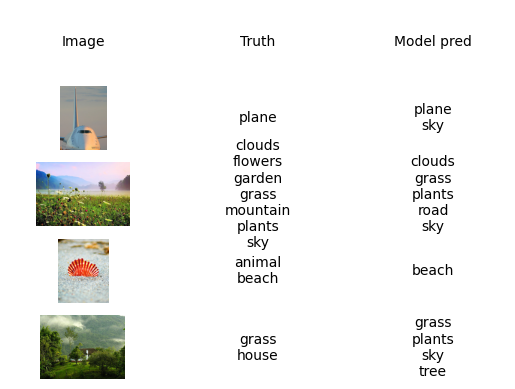 Image Truth Model pred
plane
plane
sky
clouds
flowers
garden
grass
mountain
plants
sky
clouds
grass
plants
road
sky
animal
beach
beach
grass
house
grass
plants
sky
tree